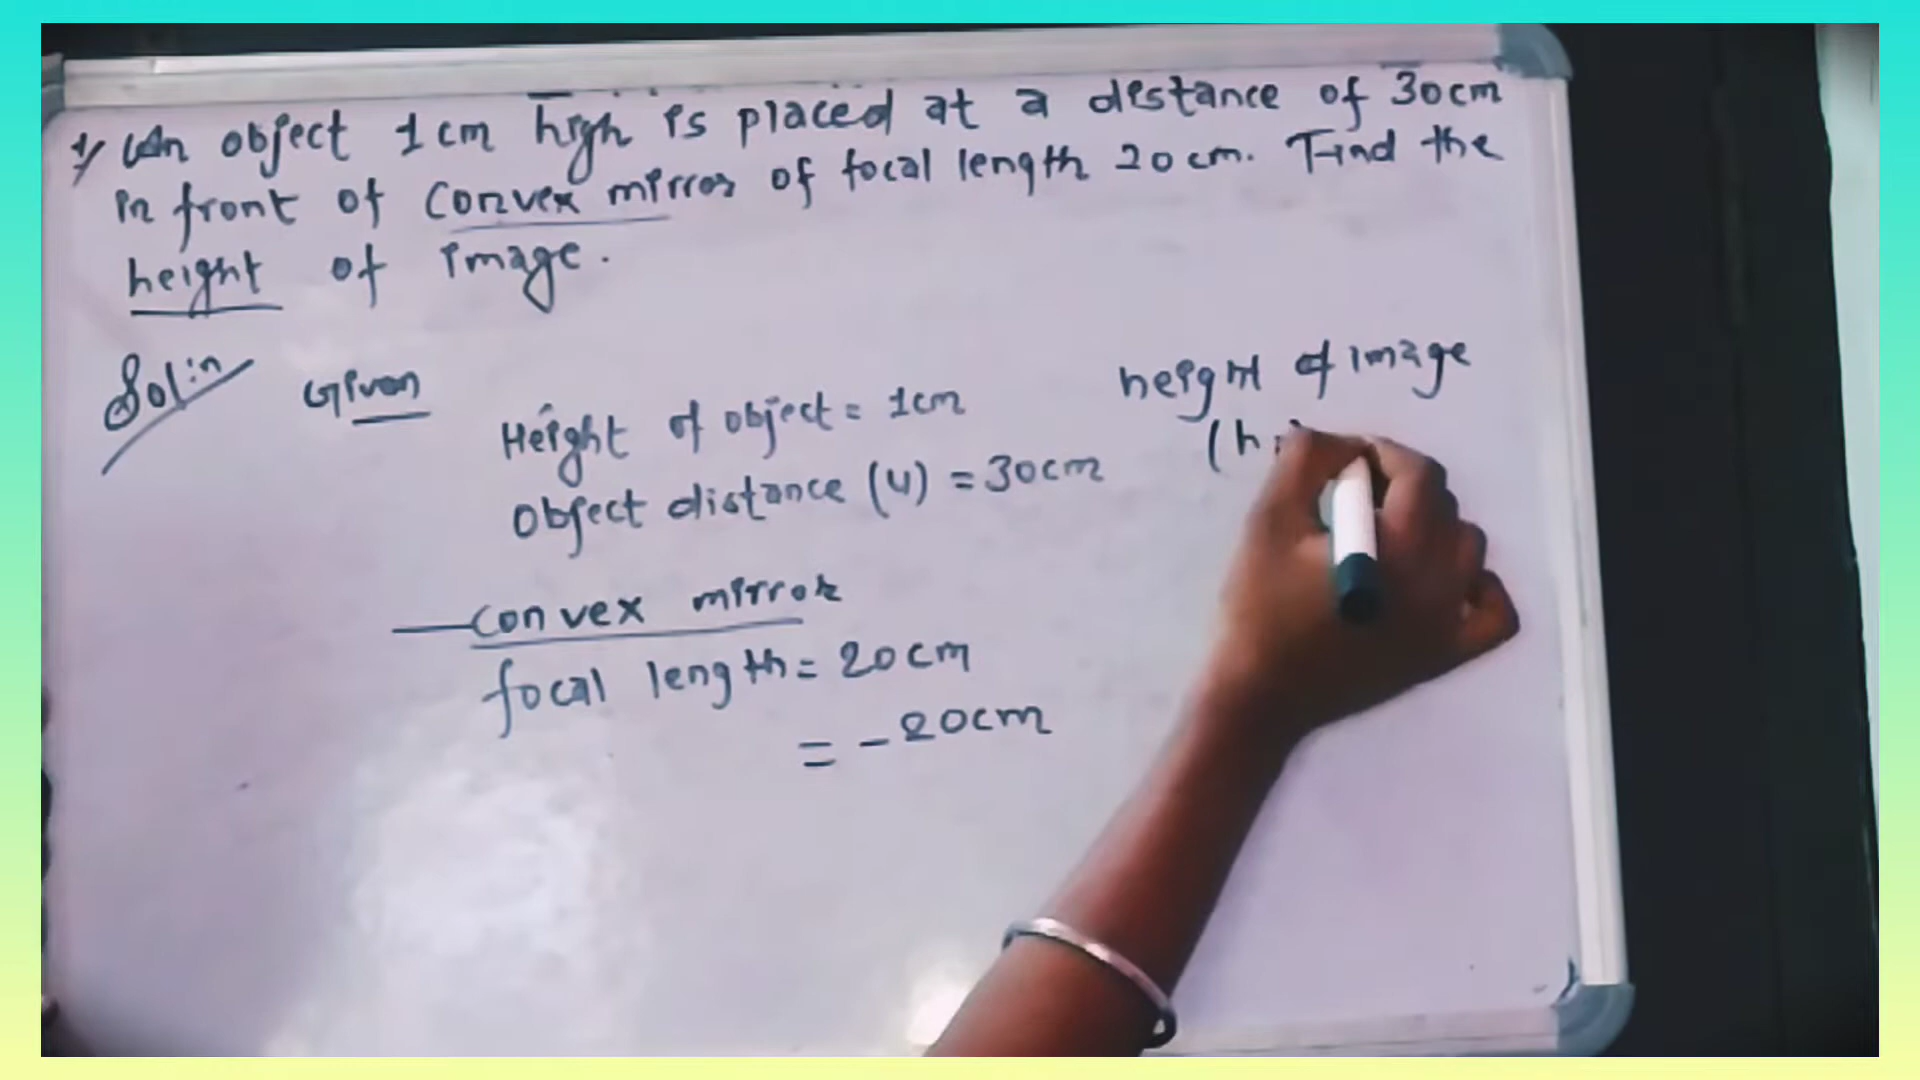 1) An object 1cm high is placed at a distance of 30cm
in front of convex mirror of focal length 20cm. Find the
height of image.
Sol:n
Given
Height of object = 1cm
Object distance (u) = 30cm
convex mirror
focal length = 20cm
= -20cm
height of image
(h